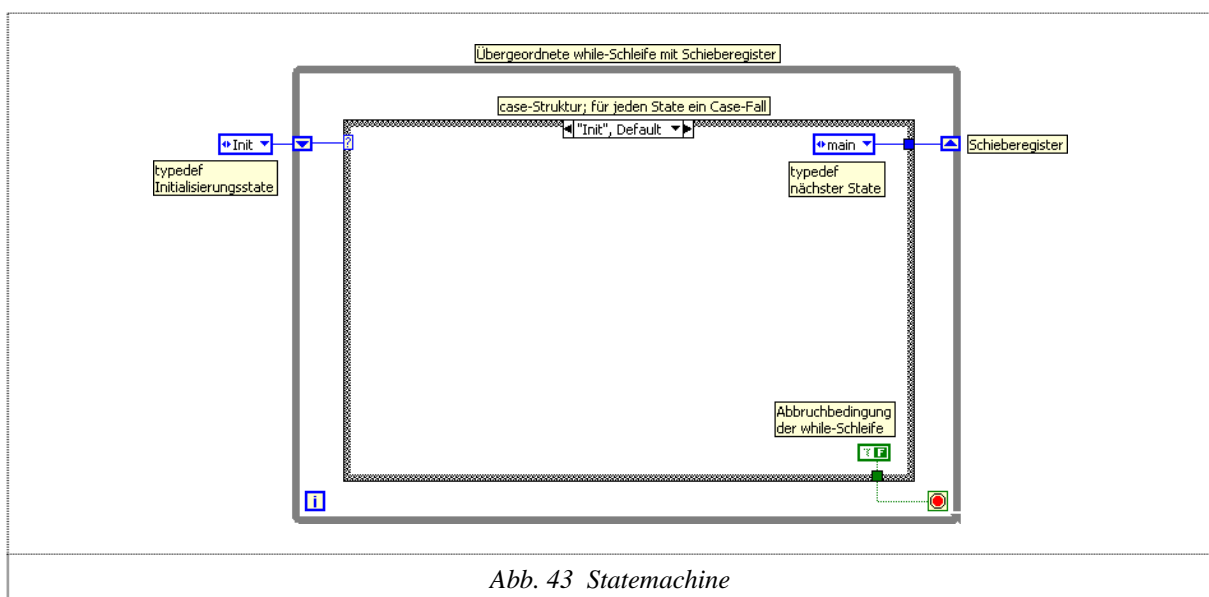 Übergeordnete while-Schleife mit Schieberegister
case-Struktur; für jeden State ein Case-Fall
"Init", Default
Init
?
main
Schieberegister
typedef
Initialisierungsstate
typedef
nächster State
Abbruchbedingung
der while-Schleife
F
i
Abb. 43 Statemachine